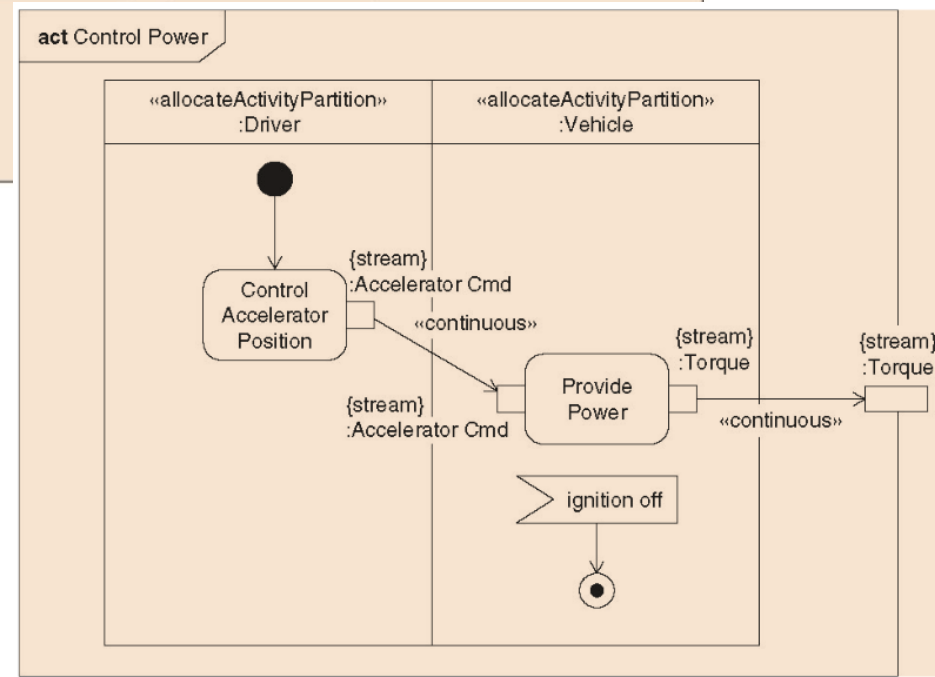 act Control Power
«allocateActivityPartition»
:Driver
«allocateActivityPartition»
:Vehicle
{stream}
:Accelerator Cmd
Control
Accelerator
Position
«continuous»
{stream}
:Torque
{stream}
:Torque
{stream}
:Accelerator Cmd
Provide
Power
«continuous»
ignition off